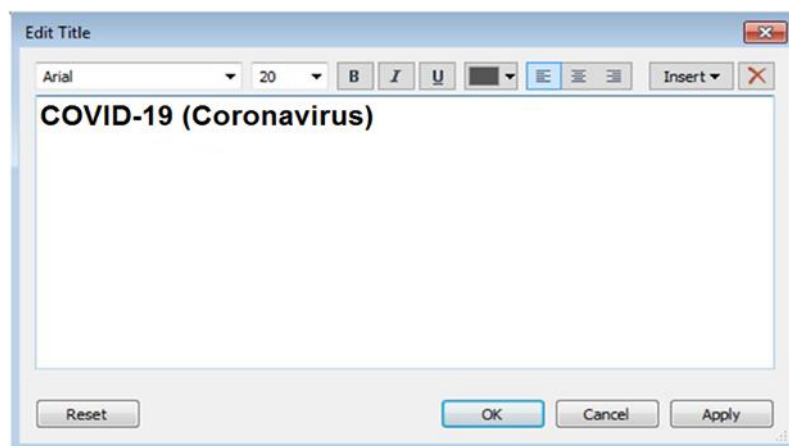 Edit Title
Arial 20 B I U Insert
COVID-19 (Coronavirus)
Reset OK Cancel Apply